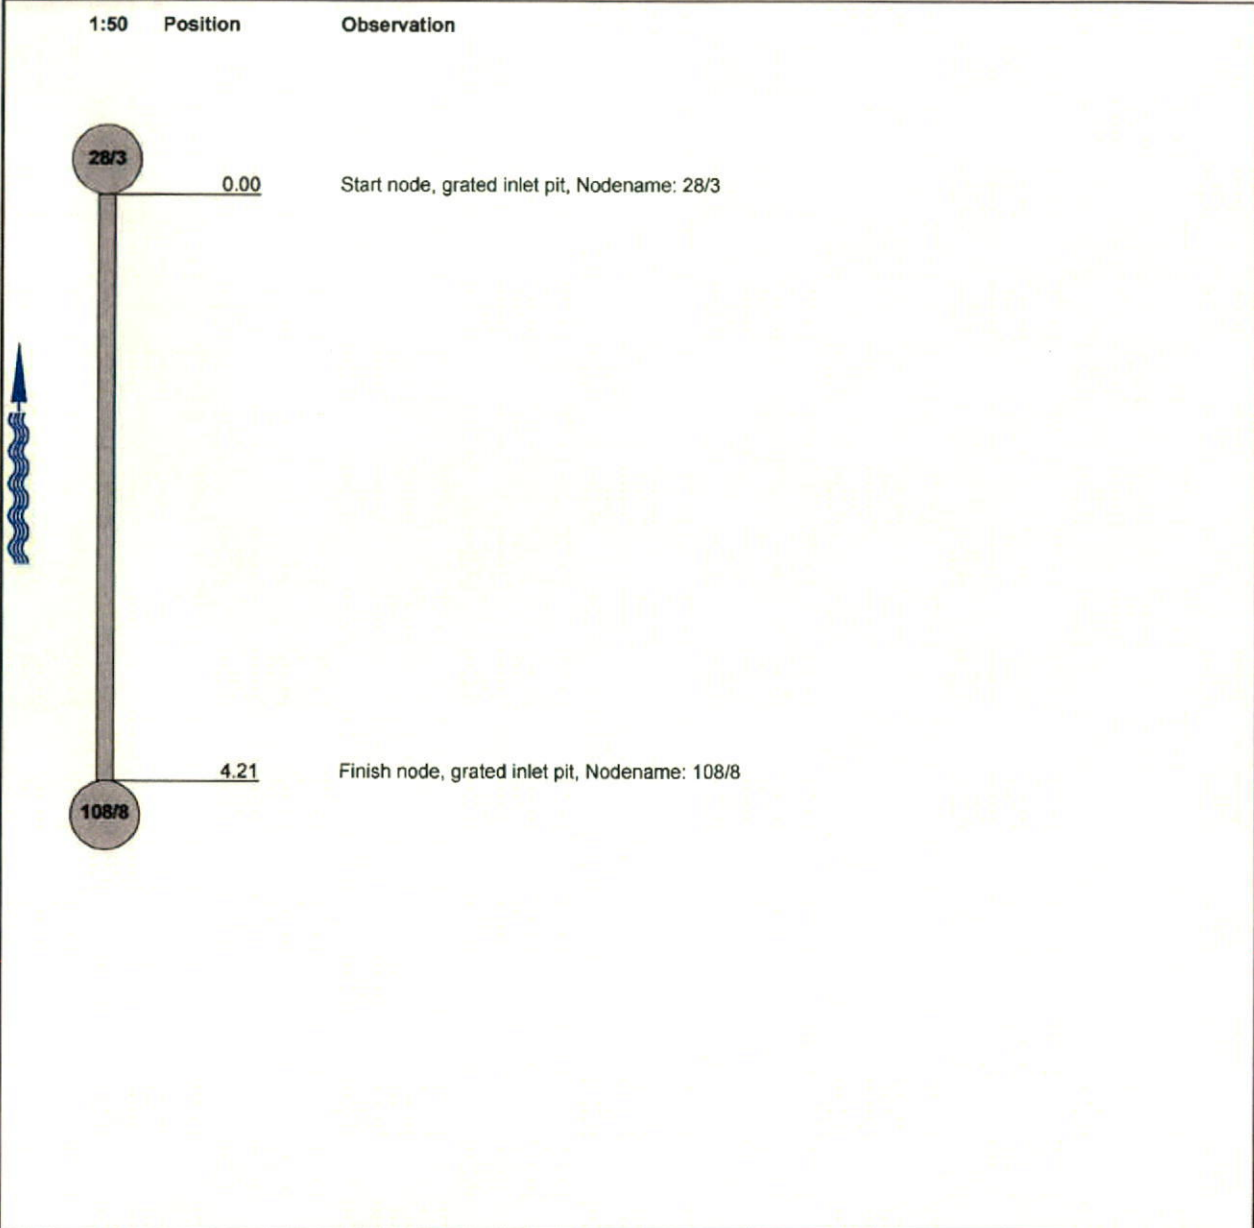 1:50 Position Observation
28/3
0.00 Start node, grated inlet pit, Nodename: 28/3
4.21 Finish node, grated inlet pit, Nodename: 108/8
108/8